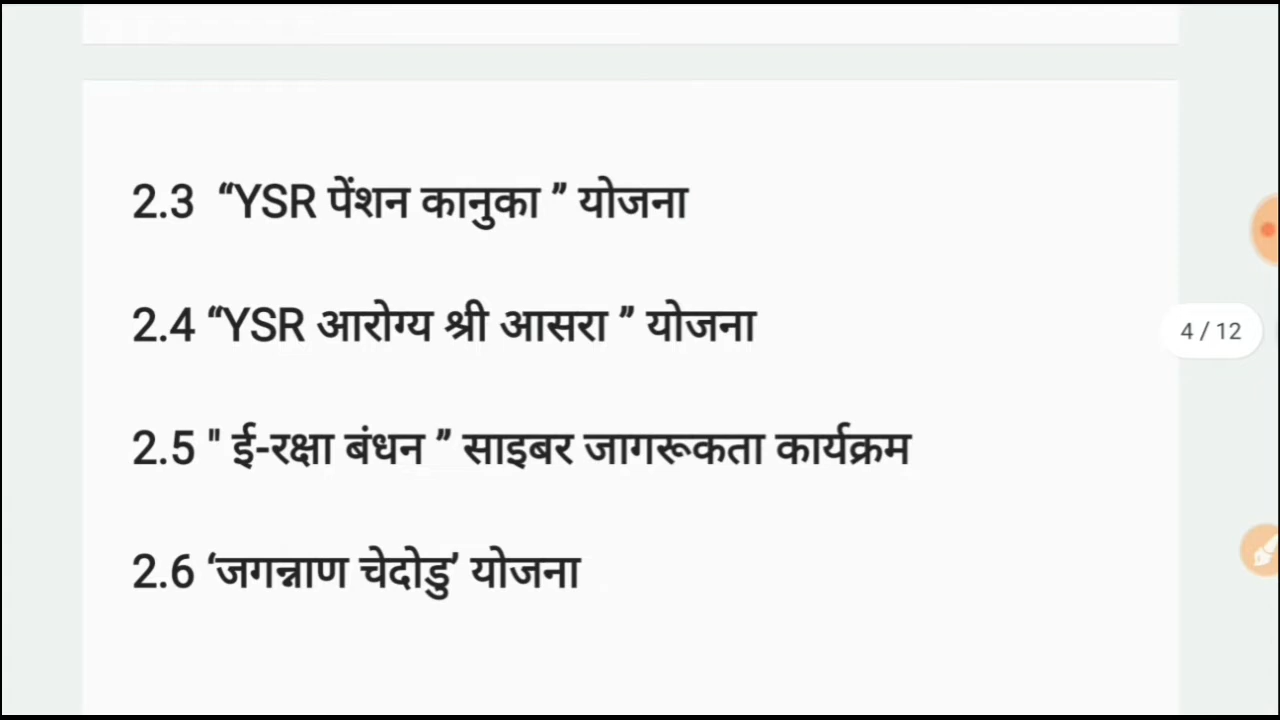 2.3 “YSR पेंशन कानुका ” योजना
2.4 “YSR आरोग्य श्री आसरा ” योजना
4 / 12
2.5 " ई-रक्षा बंधन ” साइबर जागरूकता कार्यक्रम
2.6 ‘जगन्नाण चेदोडु’ योजना